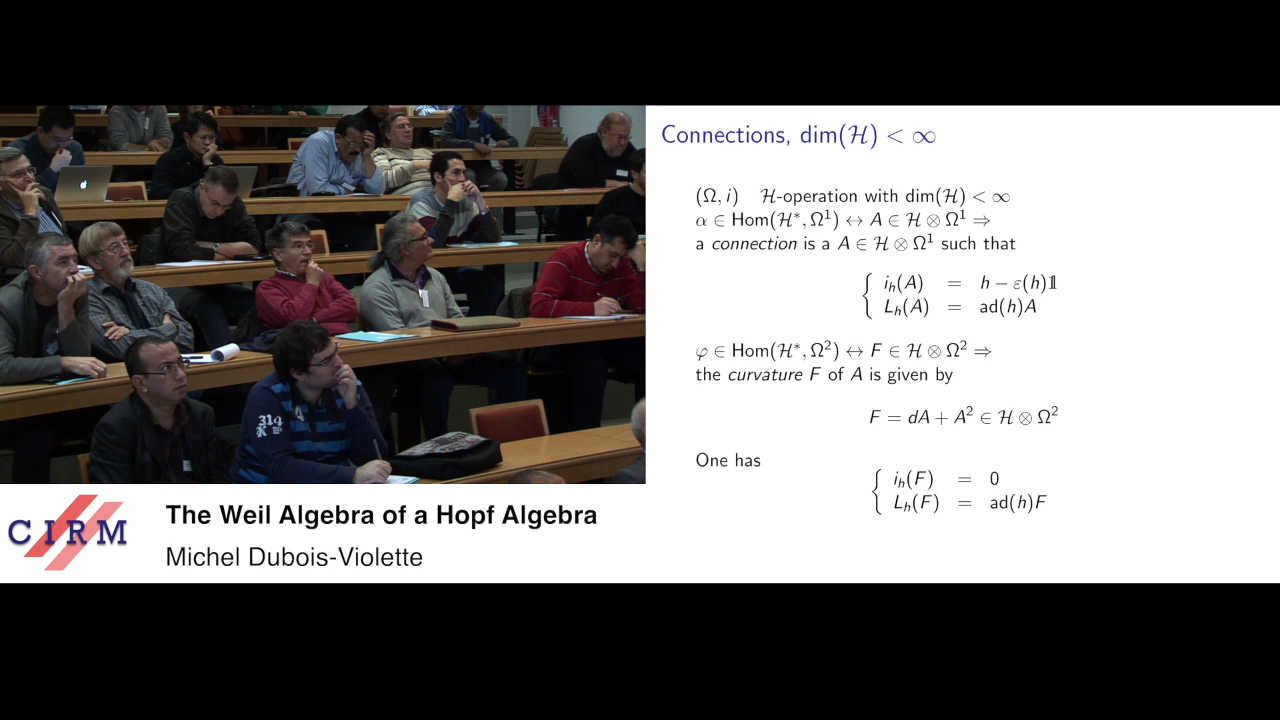 Connections, dim(ℋ) < ∞
(Ω, i) ℋ-operation with dim(ℋ) < ∞
α ∈ Hom(ℋ*, Ω¹) ↔ A ∈ ℋ ⊗ Ω¹ ⇒
a connection is a A ∈ ℋ ⊗ Ω¹ such that
i_h(A) = h − ε(h)𝟙
L_h(A) = ad(h)A
φ ∈ Hom(ℋ*, Ω²) ↔ F ∈ ℋ ⊗ Ω² ⇒
the curvature F of A is given by
F = dA + A² ∈ ℋ ⊗ Ω²
One has
i_h(F) = 0
L_h(F) = ad(h)F
314
K
CIRM
The Weil Algebra of a Hopf Algebra
Michel Dubois-Violette